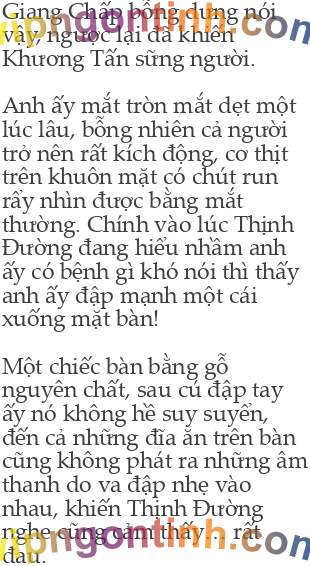 Giang Chấp bỗng dưng nói
vậy, ngược lại đã khiến
Khương Tấn sững người.
Anh ấy mắt tròn mắt dẹt một
lúc lâu, bỗng nhiên cả người
trở nên rất kích động, cơ thịt
trên khuôn mặt có chút run
rẩy nhìn được bằng mắt
thường. Chính vào lúc Thịnh
Đường đang hiểu nhầm anh
ấy có bệnh gì khó nói thì thấy
anh ấy đập mạnh một cái
xuống mặt bàn!
Một chiếc bàn bằng gỗ
nguyên chất, sau cú đập tay
ấy nó không hề suy suyển,
đến cả những đĩa ăn trên bàn
cũng không phát ra những âm
thanh do va đập nhẹ vào
nhau, khiến Thịnh Đường
nghe cũng cảm thấy… rất
đau.
vipngontinh.com
vipngontinh.com